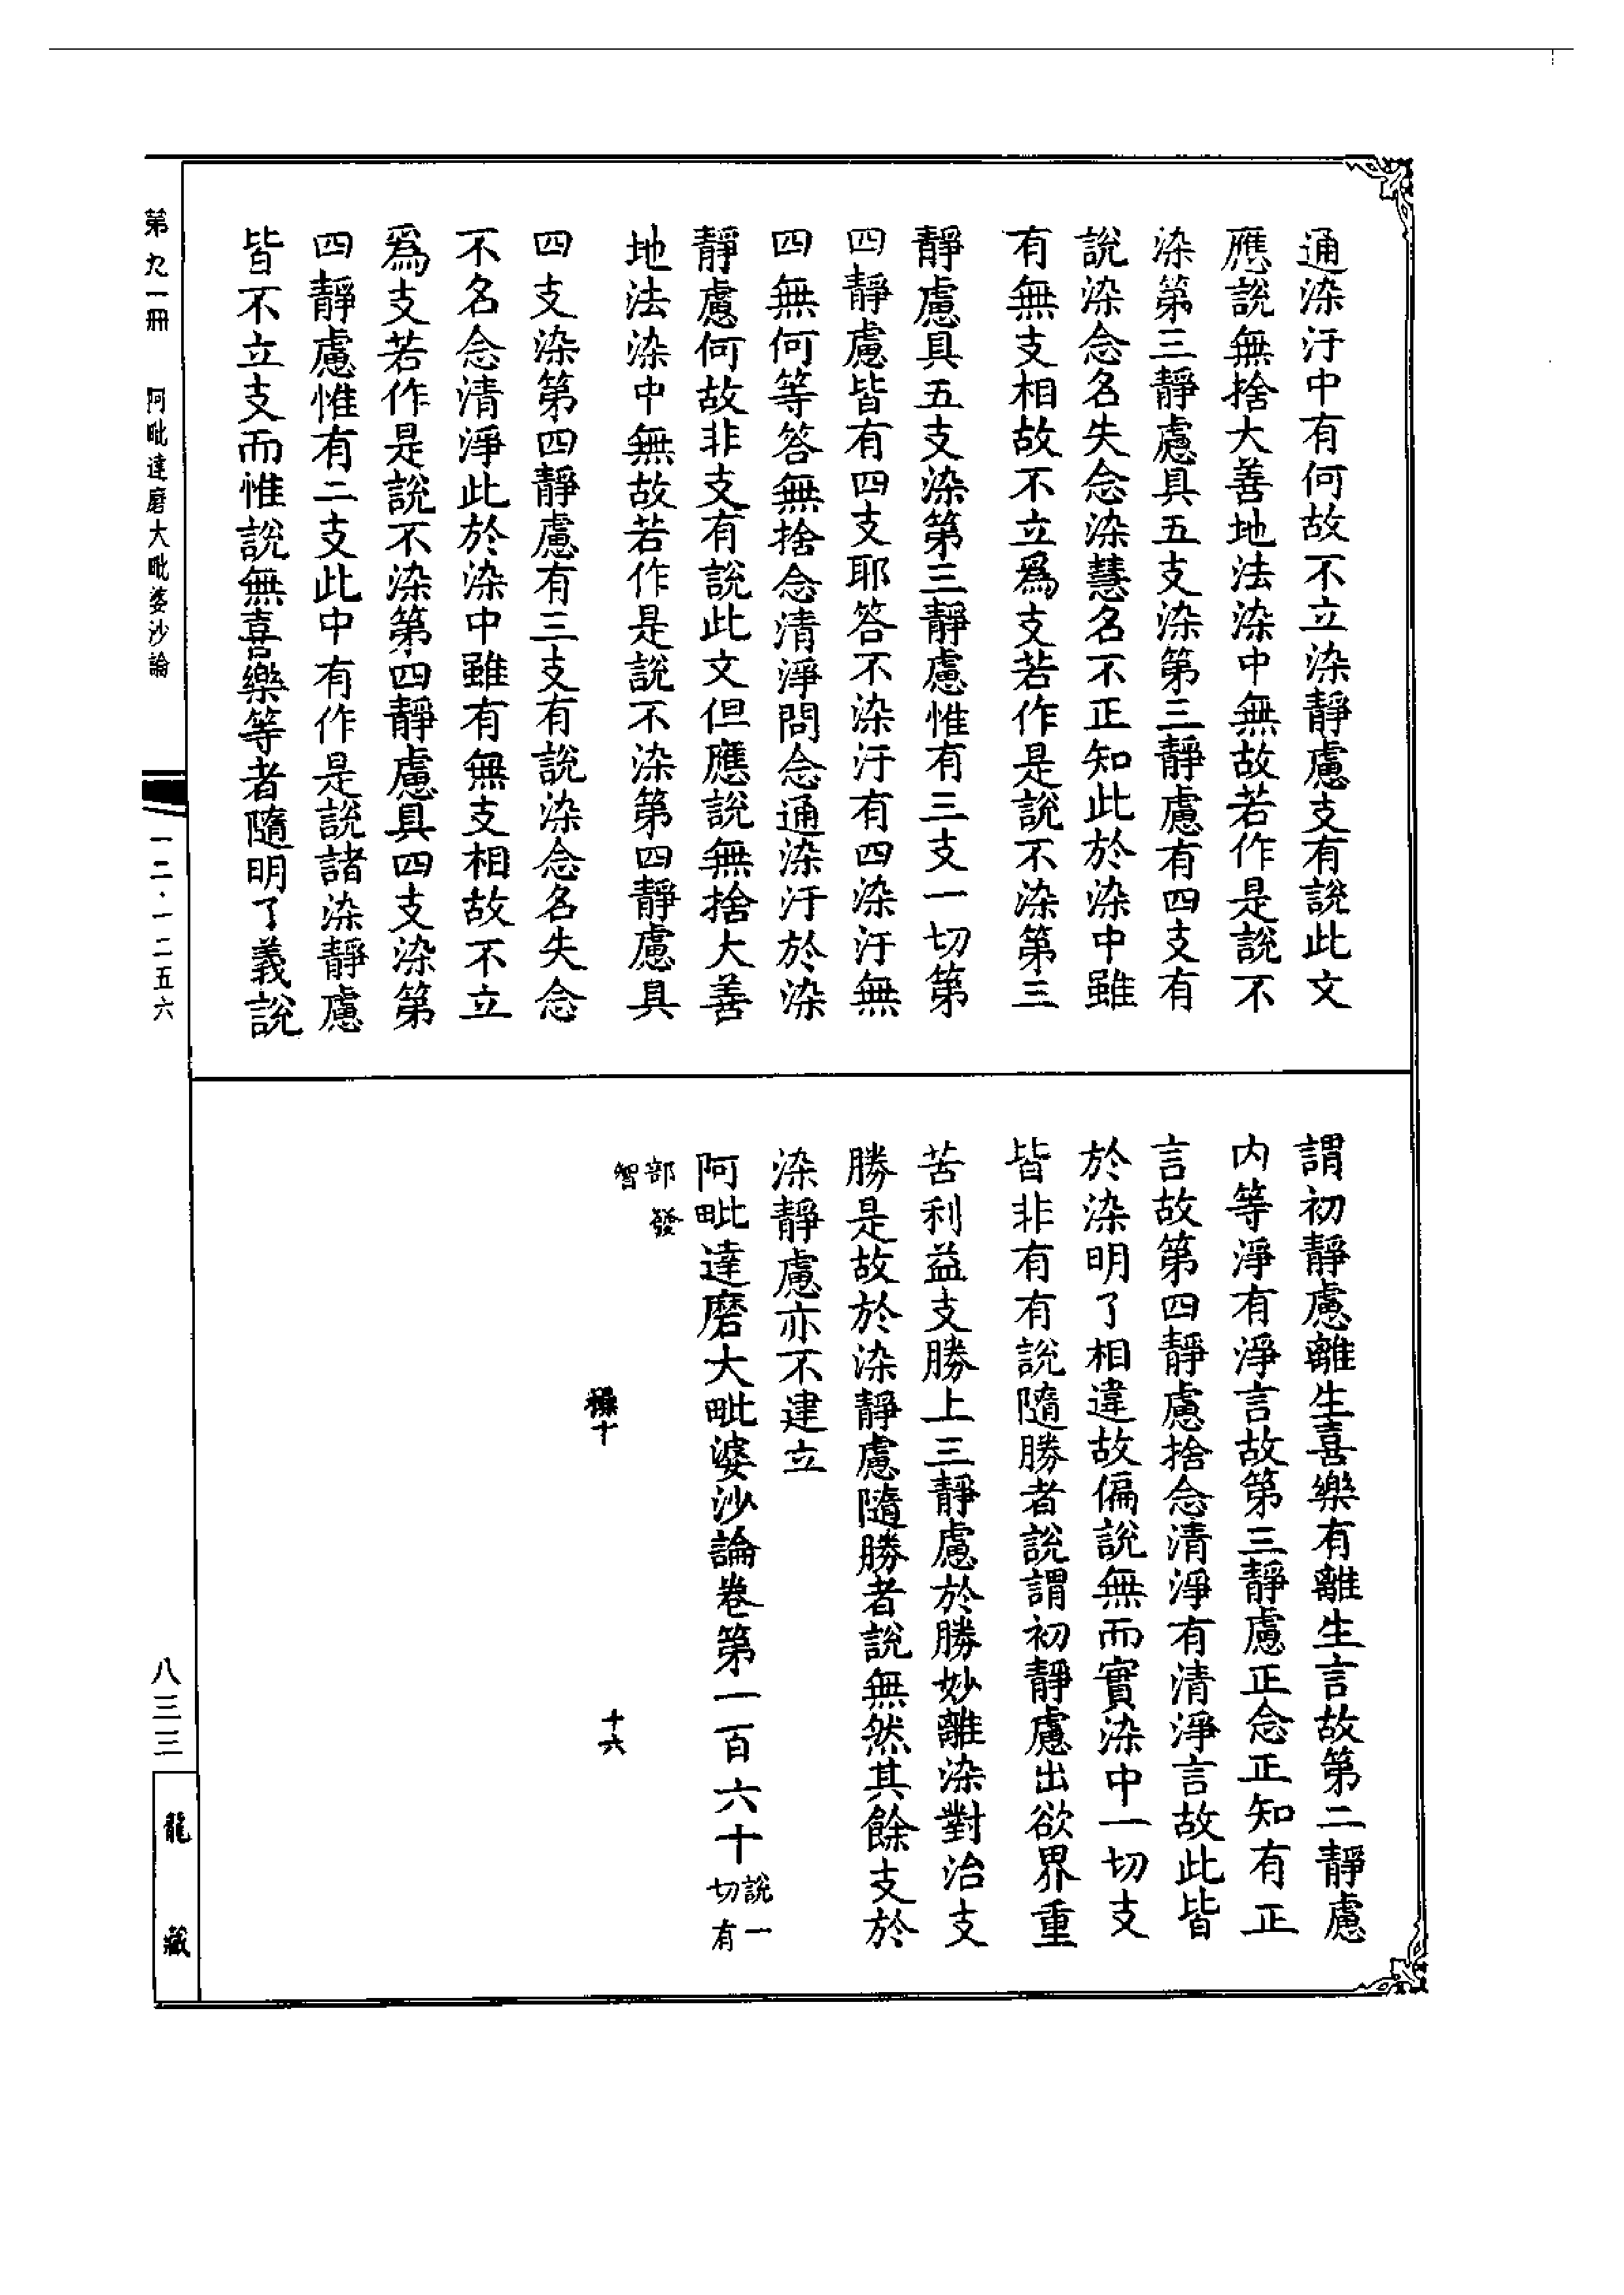 通染汙中有何故不立染靜慮支有說此文
應說無捨大善地法染中無故若作是說不
染第三靜慮具五支染第三靜慮有四支有
說染念名失念染慧名不正知此於染中雖
有無支相故不立爲支若作是說不染第三
靜慮具五支染第三靜慮惟有三支一切第
四靜慮皆有四支耶答不染汙有四染汙無
四無何等答無捨念清淨問念通染汙於染
靜慮何故非支有說此文但應說無捨大善
地法染中無故若作是說不染第四靜慮具
四支染第四靜慮有三支有說染念名失念
不名念清淨此於染中雖有無支相故不立
爲支若作是說不染第四靜慮具四支染第
四靜慮惟有二支此中有作是說諸染靜慮
皆不立支而惟說無喜樂等者隨明了義說
謂初靜慮離生喜樂有離生言故第二靜慮
内等淨有淨言故第三靜慮正念正知有正
言故第四靜慮捨念清淨有清淨言故此皆
於染明了相違故偏說無而實染中一切支
皆非有有說隨勝者說謂初靜慮出欲界重
苦利益支勝上三靜慮於勝妙離染對治支
勝是故於染靜慮隨勝者說無然其餘支於
染靜慮亦不建立
阿毗達磨大毗婆沙論卷第一百六十說一切有
部發智
十
十六
第九一冊
阿毗達磨大毗婆沙論
一二·一二五六
八三三
龍藏